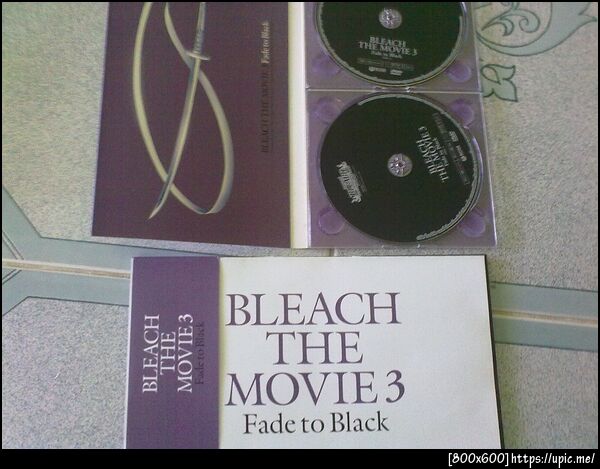 BLEACH THE MOVIE Fade to Black
BLEACH
THE MOVIE 3
Fade to Black
BLEACH
THE
MOVIE 3
Fade to Black
BLEACH
THE
MOVIE 3
Fade to Black
BLEACH
THE
MOVIE 3
Fade to Black
[800x600]https://upic.me/